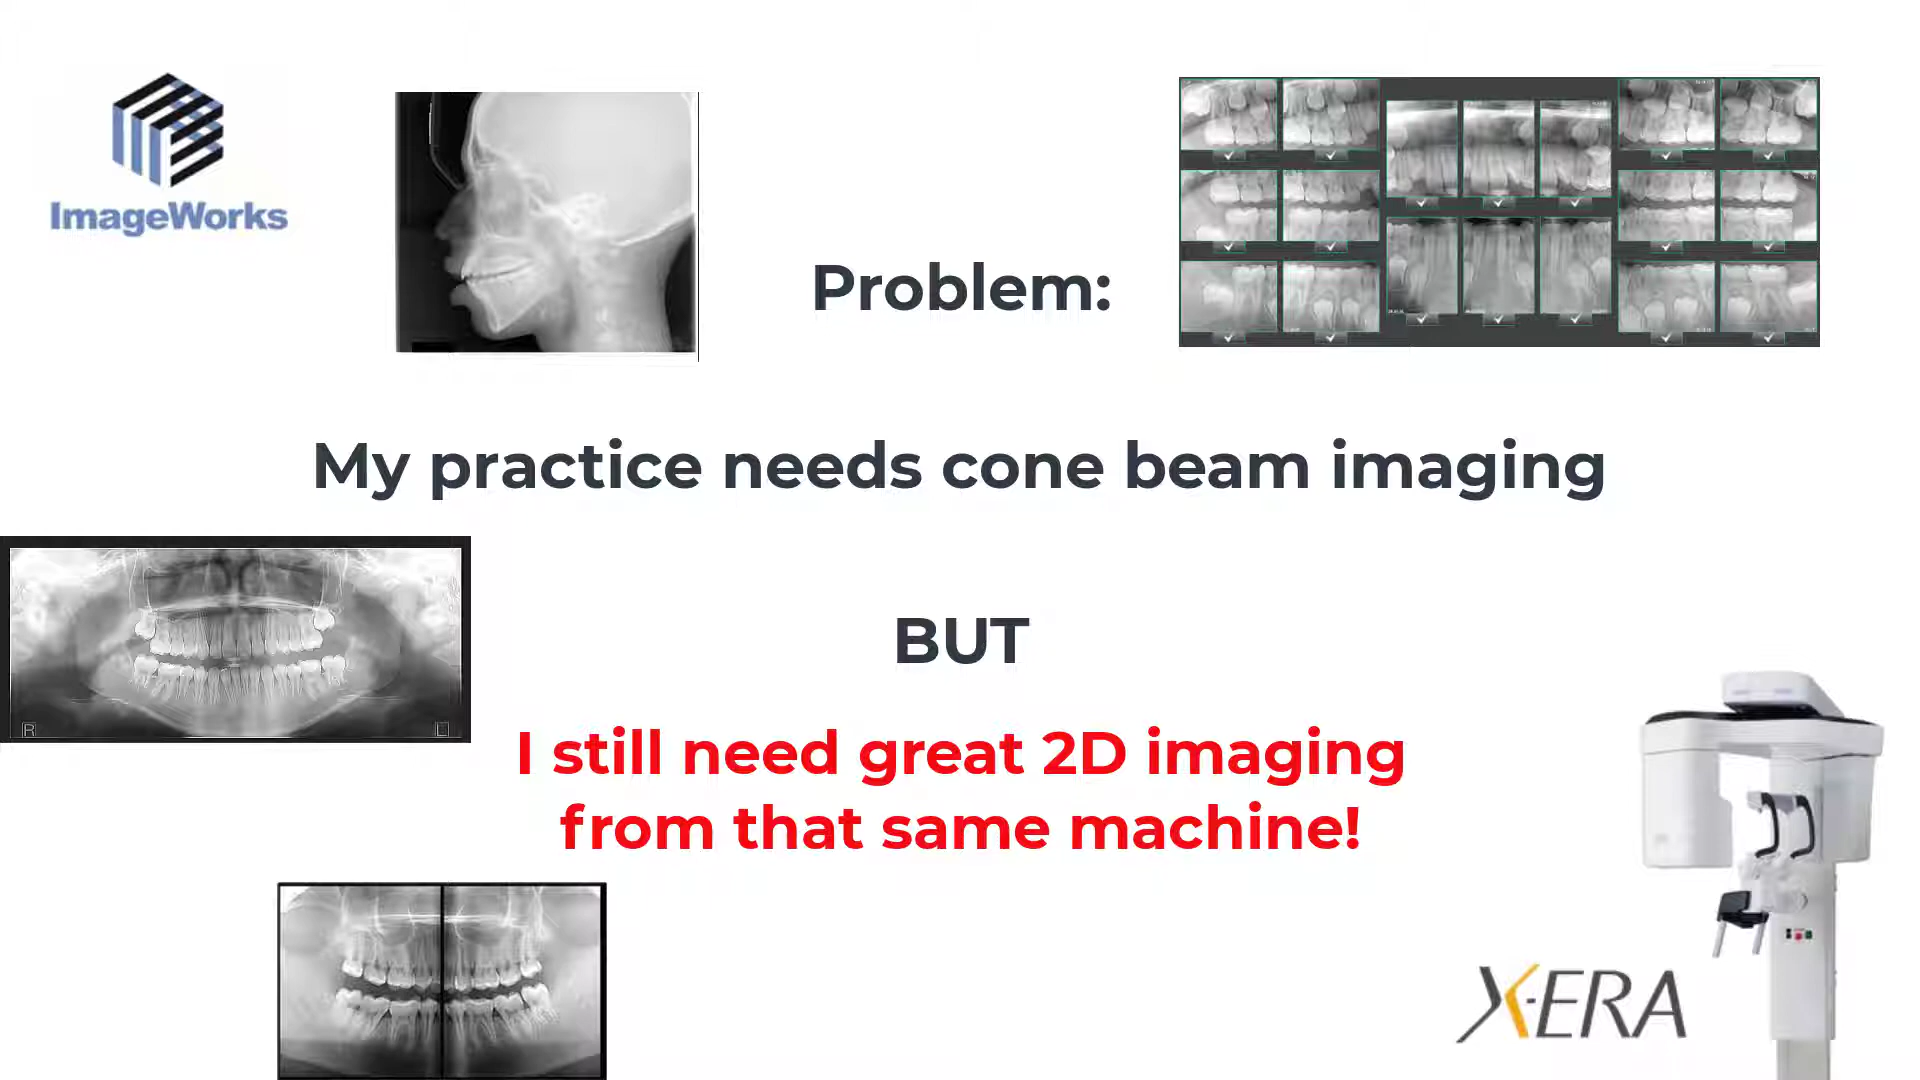 ImageWorks
Problem:
My practice needs cone beam imaging
BUT
R
L
I still need great 2D imaging
from that same machine!
X-ERA